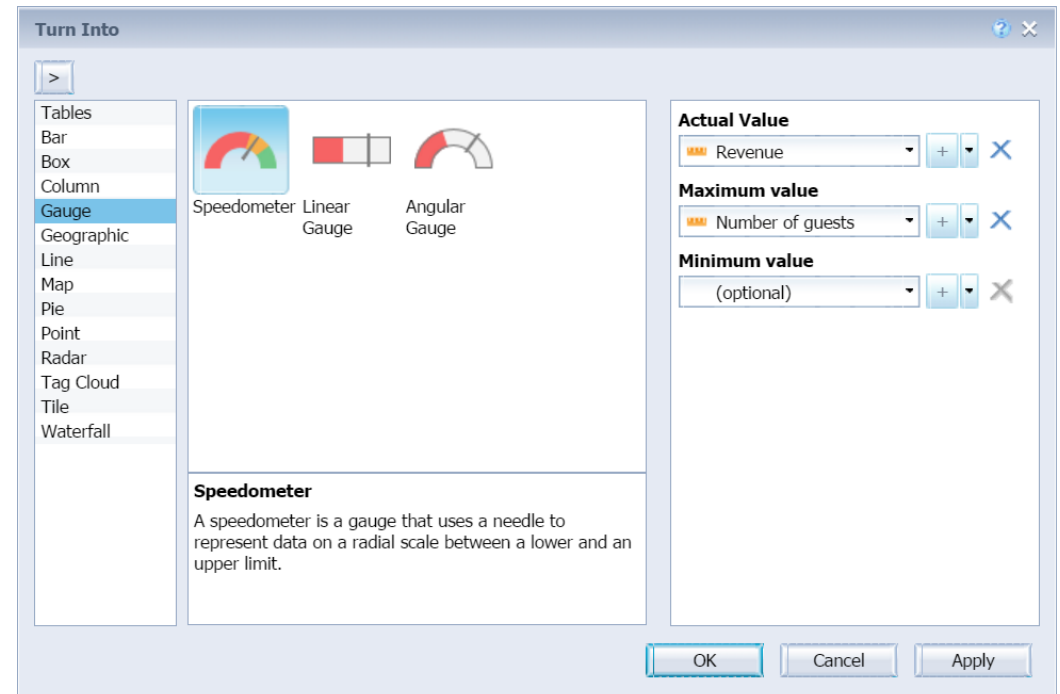 Turn Into
>
Tables
Bar
Box
Column
Gauge
Geographic
Line
Map
Pie
Point
Radar
Tag Cloud
Tile
Waterfall
Speedometer
Linear
Gauge
Angular
Gauge
Speedometer
A speedometer is a gauge that uses a needle to
represent data on a radial scale between a lower and an
upper limit.
Actual Value
Revenue
+
Maximum value
Number of guests
+
Minimum value
(optional)
+
OK
Cancel
Apply